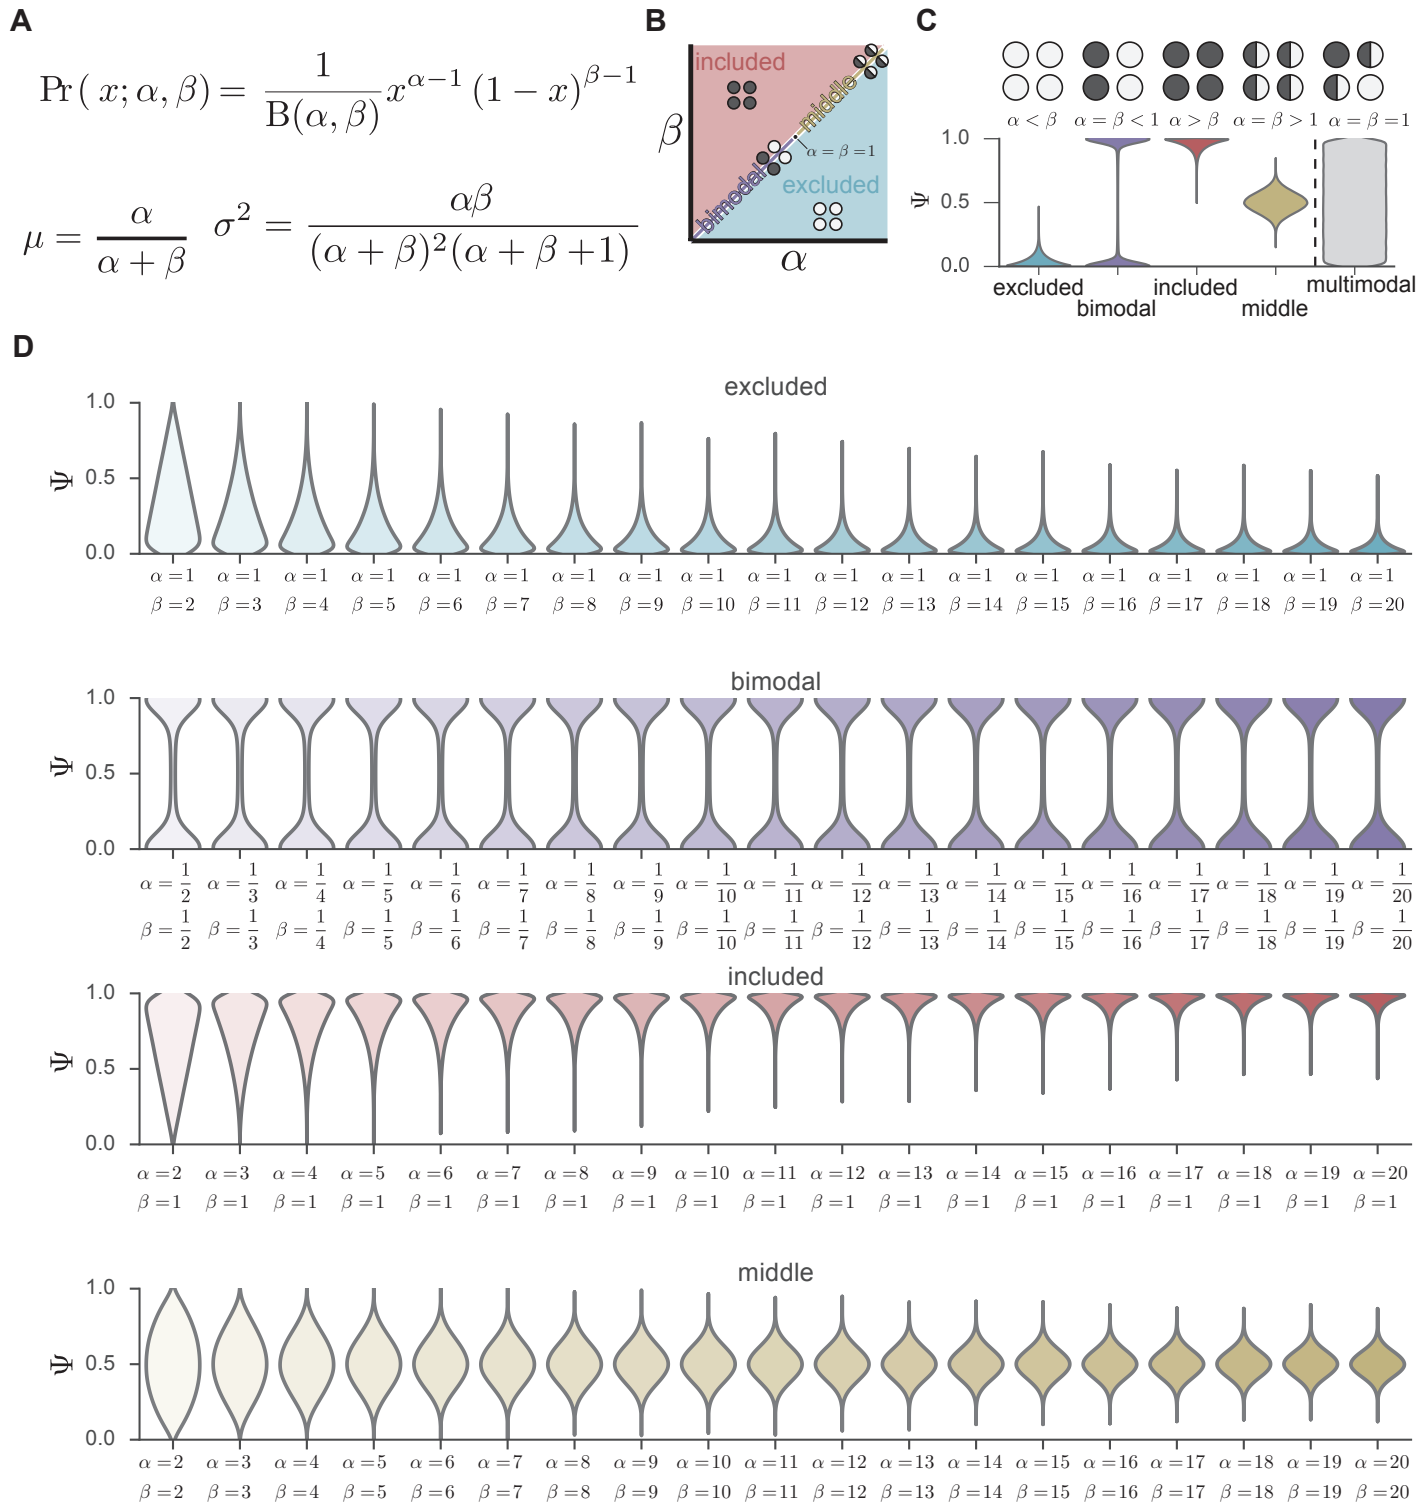 A
Pr ( x; α, β) = 1 / B(α, β) x^{α−1} (1 − x)^{β−1}
μ = α / α + β   σ² = αβ / (α + β)²(α + β +1)
B
included
middle
β
α = β = 1
bimodal
excluded
α
C
α < β   α = β < 1   α > β   α = β > 1   α = β = 1
1.0
Ψ 0.5
0.0
excluded included multimodal
bimodal middle
D
excluded
1.0
Ψ 0.5
0.0
α =1 α =1 α =1 α =1 α =1 α =1 α =1 α =1 α =1 α =1 α =1 α =1 α =1 α =1 α =1 α =1 α =1 α =1 α =1
β =2 β =3 β =4 β =5 β =6 β =7 β =8 β =9 β =10 β =11 β =12 β =13 β =14 β =15 β =16 β =17 β =18 β =19 β =20
bimodal
1.0
Ψ 0.5
0.0
α = 1/2 α = 1/3 α = 1/4 α = 1/5 α = 1/6 α = 1/7 α = 1/8 α = 1/9 α = 1/10 α = 1/11 α = 1/12 α = 1/13 α = 1/14 α = 1/15 α = 1/16 α = 1/17 α = 1/18 α = 1/19 α = 1/20
β = 1/2 β = 1/3 β = 1/4 β = 1/5 β = 1/6 β = 1/7 β = 1/8 β = 1/9 β = 1/10 β = 1/11 β = 1/12 β = 1/13 β = 1/14 β = 1/15 β = 1/16 β = 1/17 β = 1/18 β = 1/19 β = 1/20
included
1.0
Ψ 0.5
0.0
α =2 α =3 α =4 α =5 α =6 α =7 α =8 α =9 α =10 α =11 α =12 α =13 α =14 α =15 α =16 α =17 α =18 α =19 α =20
β =1 β =1 β =1 β =1 β =1 β =1 β =1 β =1 β =1 β =1 β =1 β =1 β =1 β =1 β =1 β =1 β =1 β =1 β =1
middle
1.0
Ψ 0.5
0.0
α =2 α =3 α =4 α =5 α =6 α =7 α =8 α =9 α =10 α =11 α =12 α =13 α =14 α =15 α =16 α =17 α =18 α =19 α =20
β =2 β =3 β =4 β =5 β =6 β =7 β =8 β =9 β =10 β =11 β =12 β =13 β =14 β =15 β =16 β =17 β =18 β =19 β =20